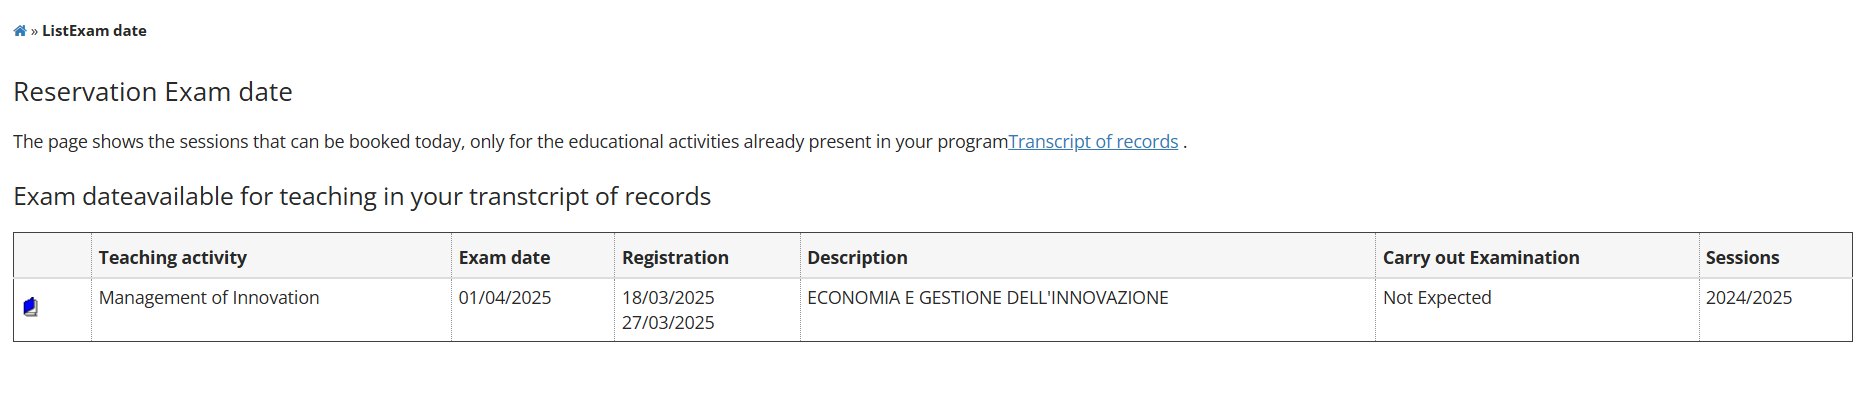 » ListExam date
Reservation Exam date
The page shows the sessions that can be booked today, only for the educational activities already present in your programTranscript of records .
Exam dateavailable for teaching in your transtcript of records
Teaching activity Exam date Registration Description Carry out Examination Sessions
Management of Innovation 01/04/2025 18/03/2025 ECONOMIA E GESTIONE DELL'INNOVAZIONE Not Expected 2024/2025
27/03/2025